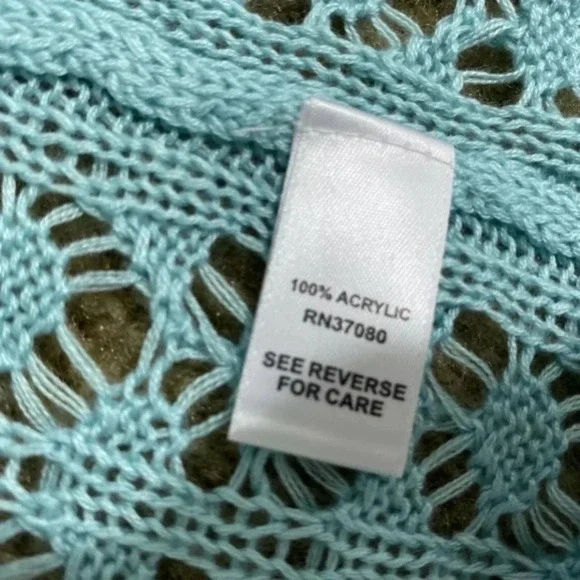 100% ACRYLIC
RN37080
SEE REVERSE
FOR CARE